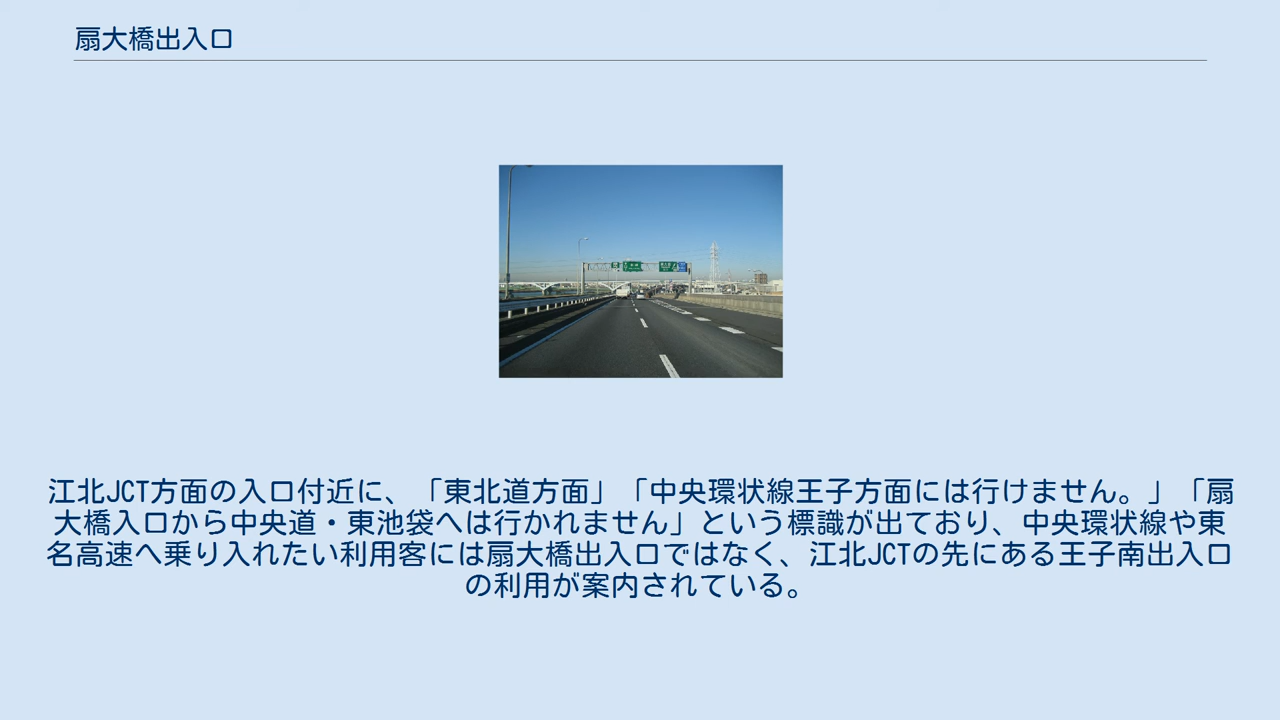 扇大橋出入口
江北JCT方面の入口付近に、「東北道方面」「中央環状線王子方面には行けません。」「扇
大橋入口から中央道・東池袋へは行かれません」という標識が出ており、中央環状線や東
名高速へ乗り入れたい利用客には扇大橋出入口ではなく、江北JCTの先にある王子南出入口
の利用が案内されている。